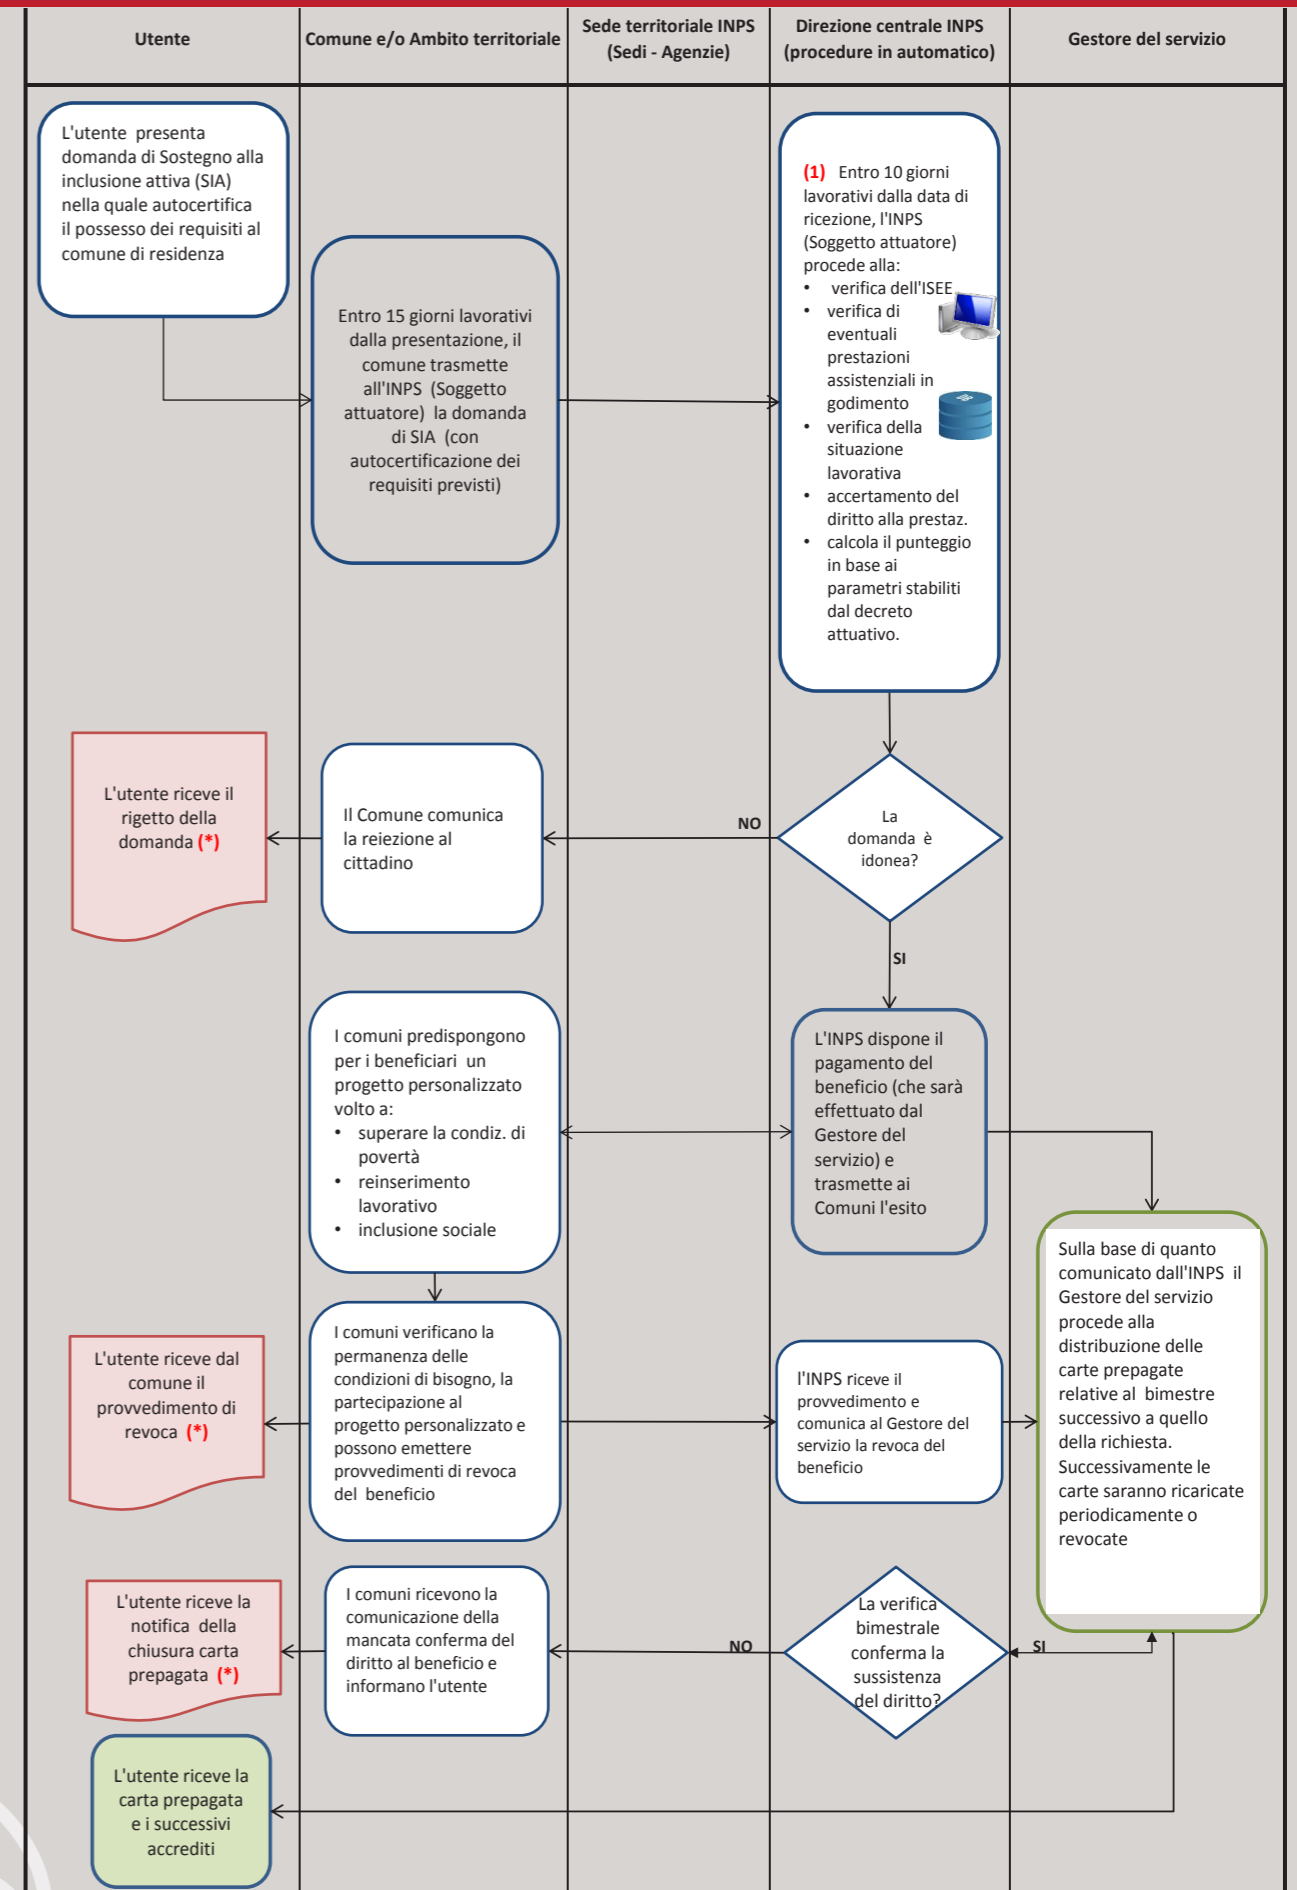 Utente
Comune e/o Ambito territoriale
Sede territoriale INPS
(Sedi - Agenzie)
Direzione centrale INPS
(procedure in automatico)
Gestore del servizio
L'utente presenta
domanda di Sostegno alla
inclusione attiva (SIA)
nella quale autocertifica
il possesso dei requisiti al
comune di residenza
Entro 15 giorni lavorativi
dalla presentazione, il
comune trasmette
all'INPS (Soggetto
attuatore) la domanda
di SIA (con
autocertificazione dei
requisiti previsti)
(1) Entro 10 giorni
lavorativi dalla data di
ricezione, l'INPS
(Soggetto attuatore)
procede alla:
• verifica dell'ISEE
• verifica di
eventuali
prestazioni
assistenziali in
godimento
• verifica della
situazione
lavorativa
• accertamento del
diritto alla prestaz.
• calcola il punteggio
in base ai
parametri stabiliti
dal decreto
attuativo.
La
domanda è
idonea?
NO
Il Comune comunica
la reiezione al
cittadino
L'utente riceve il
rigetto della
domanda (*)
SI
L'INPS dispone il
pagamento del
beneficio (che sarà
effettuato dal
Gestore del
servizio) e
trasmette ai
Comuni l'esito
I comuni predispongono
per i beneficiari un
progetto personalizzato
volto a:
• superare la condiz. di
povertà
• reinserimento
lavorativo
• inclusione sociale
Sulla base di quanto
comunicato dall'INPS il
Gestore del servizio
procede alla
distribuzione delle
carte prepagate
relative al bimestre
successivo a quello
della richiesta.
Successivamente le
carte saranno ricaricate
periodicamente o
revocate
I comuni verificano la
permanenza delle
condizioni di bisogno, la
partecipazione al
progetto personalizzato e
possono emettere
provvedimenti di revoca
del beneficio
L'utente riceve dal
comune il
provvedimento di
revoca (*)
l'INPS riceve il
provvedimento e
comunica al Gestore del
servizio la revoca del
beneficio
La verifica
bimestrale
conferma la
sussistenza
del diritto?
SI
NO
I comuni ricevono la
comunicazione della
mancata conferma del
diritto al beneficio e
informano l'utente
L'utente riceve la
notifica della
chiusura carta
prepagata (*)
L'utente riceve la
carta prepagata
e i successivi
accrediti